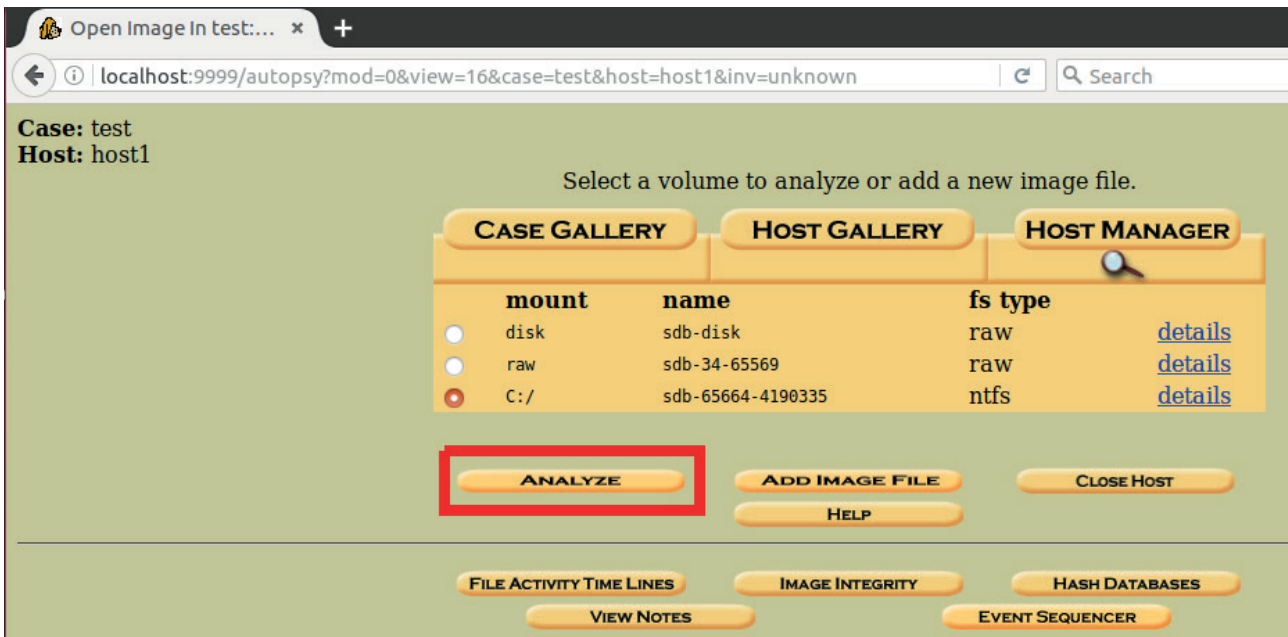 Open Image In test:... × +
localhost:9999/autopsy?mod=0&view=16&case=test&host=host1&inv=unknown Search
Case: test
Host: host1
Select a volume to analyze or add a new image file.
CASE GALLERY HOST GALLERY HOST MANAGER
mount name fs type
disk sdb-disk raw details
raw sdb-34-65569 raw details
C:/ sdb-65664-4190335 ntfs details
ANALYZE ADD IMAGE FILE CLOSE HOST
HELP
FILE ACTIVITY TIME LINES IMAGE INTEGRITY HASH DATABASES
VIEW NOTES EVENT SEQUENCER